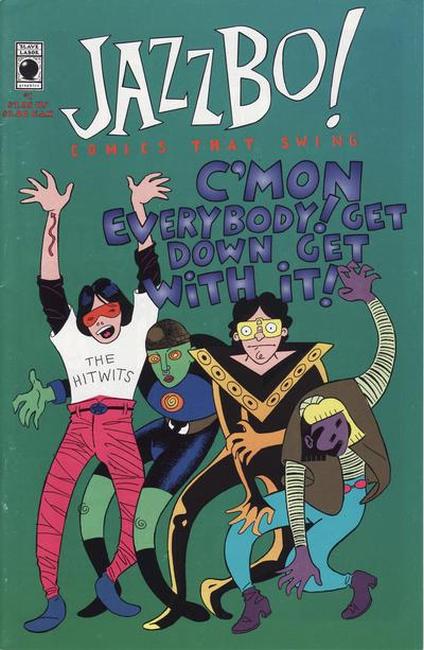 SLAVE
LABOR
graphics
JAZZBO!
COMICS THAT SWING
C'MON
EVERYBODY! GET
DOWN GET
WITH IT!
THE
HITWITS